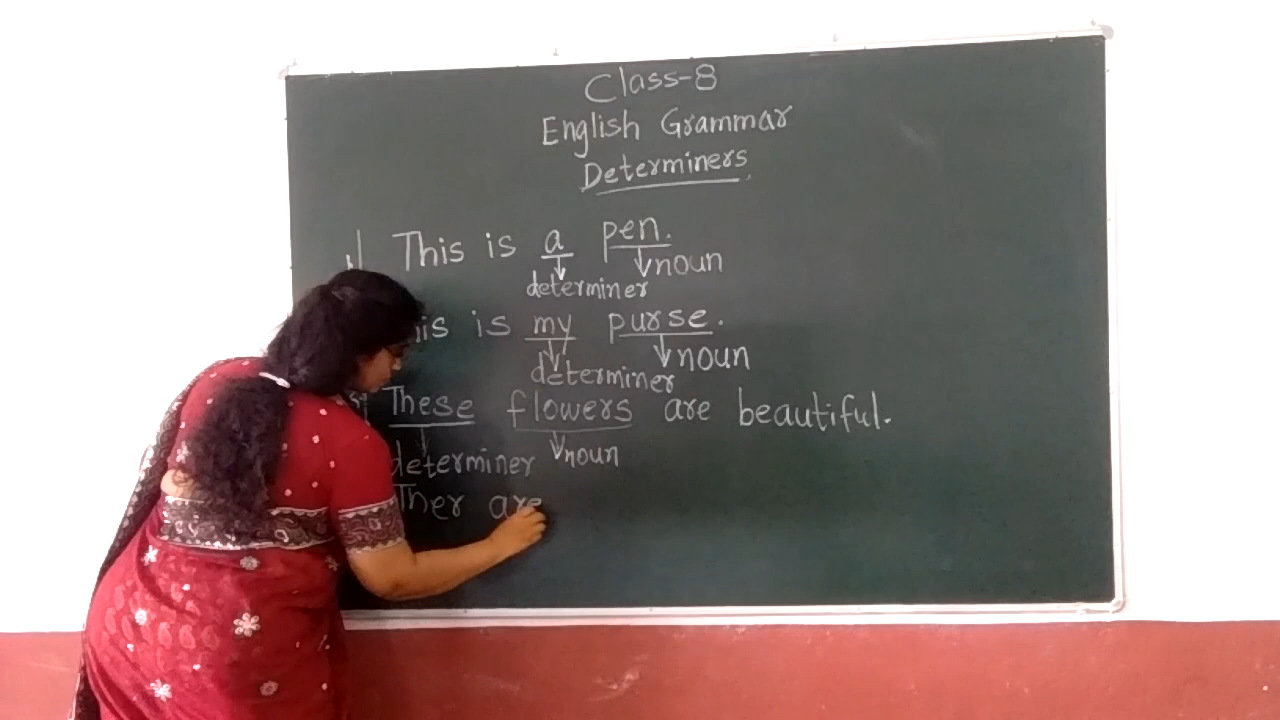 Class-8
English Grammar
Determiners
This is a pen.
noun
determiner
is is my purse.
noun
determiner
These flowers are beautiful.
determiner noun
Ther are